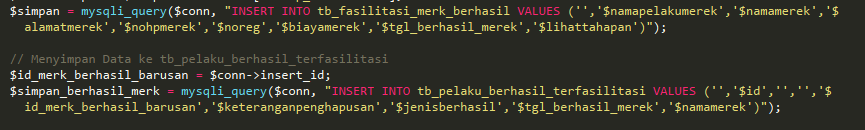 $simpan = mysqli_query($conn, "INSERT INTO tb_fasilitasi_merk_berhasil VALUES ('','$namapelakumerek','$namamerek','$
alamatmerek','$nohpmerek','$noreg','$biayamerek','$tgl_berhasil_merek','$lihattahapan')");
// Menyimpan Data ke tb_pelaku_berhasil_terfasilitasi
$id_merk_berhasil_barusan = $conn->insert_id;
$simpan_berhasil_merk = mysqli_query($conn, "INSERT INTO tb_pelaku_berhasil_terfasilitasi VALUES ('','$id','','','$
id_merk_berhasil_barusan','$keteranganpenghapusan','$jenisberhasil','$tgl_berhasil_merek','$namamerek')");